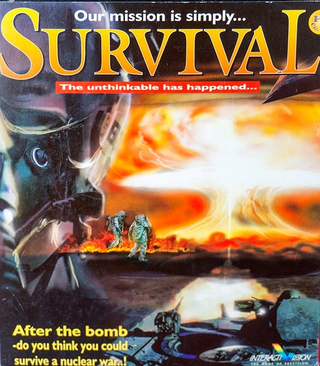 Our mission is simply...
SURVIVAL
The unthinkable has happened...
After the bomb
-do you think you could
survive a nuclear war..!
INTERACTIVISION